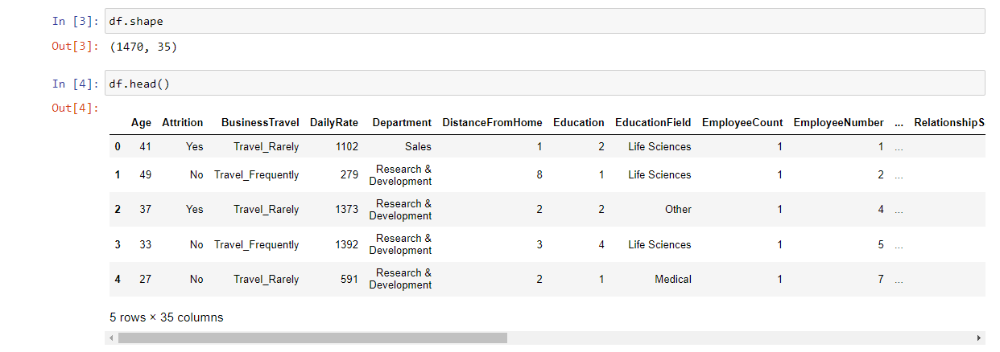 In [3]: df.shape
Out[3]: (1470, 35)
In [4]: df.head()
Out[4]:
Age Attrition BusinessTravel DailyRate Department DistanceFromHome Education EducationField EmployeeCount EmployeeNumber ... RelationshipS
0 41 Yes Travel_Rarely 1102 Sales 1 2 Life Sciences 1 1 ...
1 49 No Travel_Frequently 279 Research & Development 8 1 Life Sciences 1 2 ...
2 37 Yes Travel_Rarely 1373 Research & Development 2 2 Other 1 4 ...
3 33 No Travel_Frequently 1392 Research & Development 3 4 Life Sciences 1 5 ...
4 27 No Travel_Rarely 591 Research & Development 2 1 Medical 1 7 ...
5 rows × 35 columns